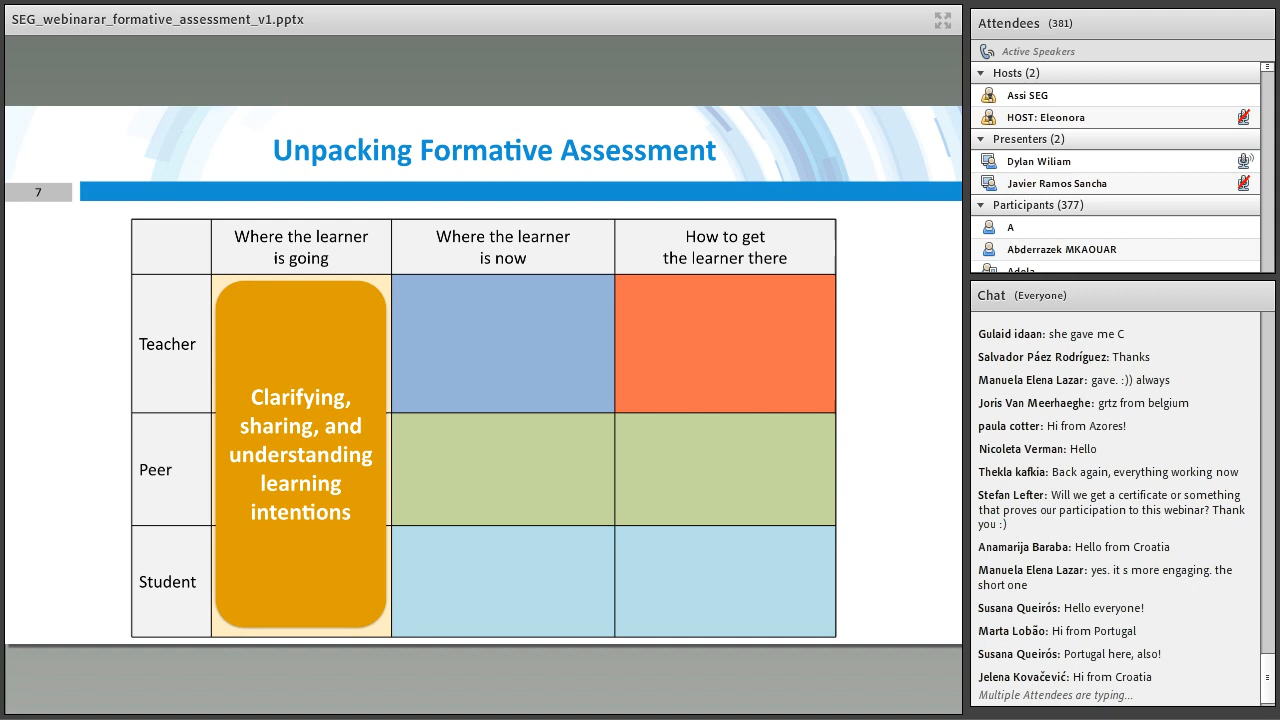 SEG_webinarar_formative_assessment_v1.pptx
Unpacking Formative Assessment
7
Where the learner
is going
Where the learner
is now
How to get
the learner there
Teacher
Clarifying,
sharing, and
understanding
learning
intentions
Peer
Student
Attendees (381)
Active Speakers
Hosts (2)
Assi SEG
HOST: Eleonora
Presenters (2)
Dylan Wiliam
Javier Ramos Sancha
Participants (377)
A
Abderrazek MKAOUAR
Adela
Chat (Everyone)
Gulaid idaan: she gave me C
Salvador Páez Rodríguez: Thanks
Manuela Elena Lazar: gave. :)) always
Joris Van Meerhaeghe: grtz from belgium
paula cotter: Hi from Azores!
Nicoleta Verman: Hello
Thekla kafkia: Back again, everything working now
Stefan Lefter: Will we get a certificate or something
that proves our participation to this webinar? Thank
you :)
Anamarija Baraba: Hello from Croatia
Manuela Elena Lazar: yes. it s more engaging. the
short one
Susana Queirós: Hello everyone!
Marta Lobão: Hi from Portugal
Susana Queirós: Portugal here, also!
Jelena Kovačević: Hi from Croatia
Multiple Attendees are typing...